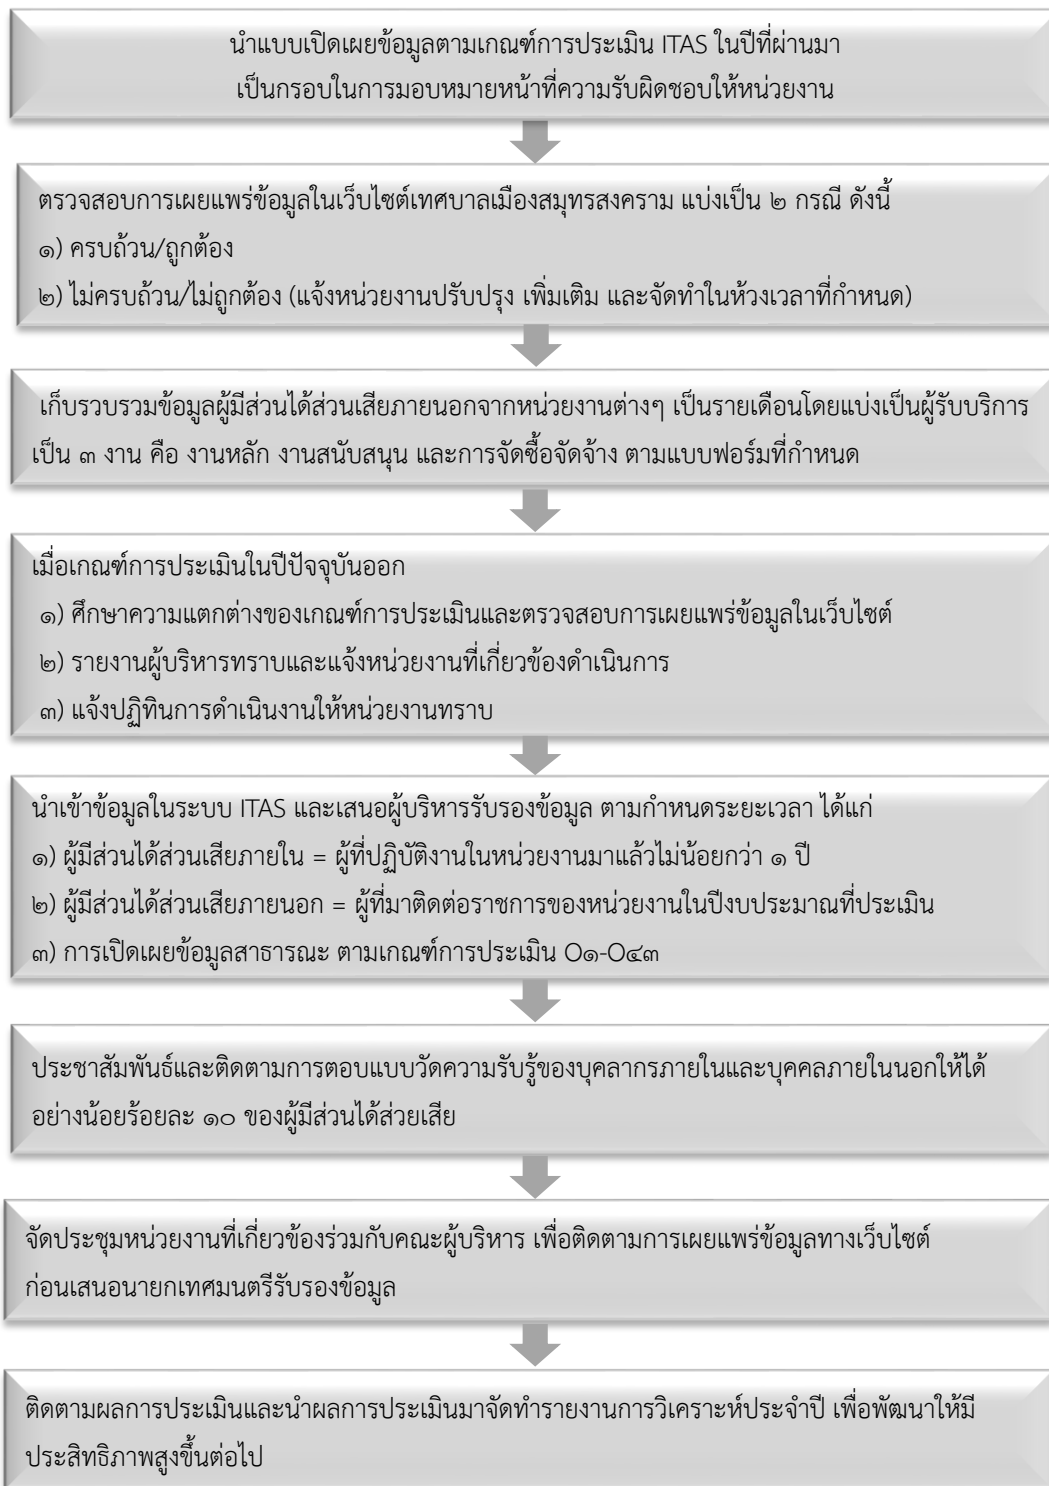 นำแบบเปิดเผยข้อมูลตามเกณฑ์การประเมิน ITAS ในปีที่ผ่านมา
เป็นกรอบในการมอบหมายหน้าที่ความรับผิดชอบให้หน่วยงาน
ตรวจสอบการเผยแพร่ข้อมูลในเว็บไซต์เทศบาลเมืองสมุทรสงคราม แบ่งเป็น ๒ กรณี ดังนี้
๑) ครบถ้วน/ถูกต้อง
๒) ไม่ครบถ้วน/ไม่ถูกต้อง (แจ้งหน่วยงานปรับปรุง เพิ่มเติม และจัดทำในห้วงเวลาที่กำหนด)
เก็บรวบรวมข้อมูลผู้มีส่วนได้ส่วนเสียภายนอกจากหน่วยงานต่างๆ เป็นรายเดือนโดยแบ่งเป็นผู้รับบริการ
เป็น ๓ งาน คือ งานหลัก งานสนับสนุน และการจัดซื้อจัดจ้าง ตามแบบฟอร์มที่กำหนด
เมื่อเกณฑ์การประเมินในปีปัจจุบันออก
๑) ศึกษาความแตกต่างของเกณฑ์การประเมินและตรวจสอบการเผยแพร่ข้อมูลในเว็บไซต์
๒) รายงานผู้บริหารทราบและแจ้งหน่วยงานที่เกี่ยวข้องดำเนินการ
๓) แจ้งปฏิทินการดำเนินงานให้หน่วยงานทราบ
นำเข้าข้อมูลในระบบ ITAS และเสนอผู้บริหารรับรองข้อมูล ตามกำหนดระยะเวลา ได้แก่
๑) ผู้มีส่วนได้ส่วนเสียภายใน = ผู้ที่ปฏิบัติงานในหน่วยงานมาแล้วไม่น้อยกว่า ๑ ปี
๒) ผู้มีส่วนได้ส่วนเสียภายนอก = ผู้ที่มาติดต่อราชการของหน่วยงานในปีงบประมาณที่ประเมิน
๓) การเปิดเผยข้อมูลสาธารณะ ตามเกณฑ์การประเมิน O๑-O๔๓
ประชาสัมพันธ์และติดตามการตอบแบบวัดความรับรู้ของบุคลากรภายในและบุคคลภายในนอกให้ได้
อย่างน้อยร้อยละ ๑๐ ของผู้มีส่วนได้ส่วยเสีย
จัดประชุมหน่วยงานที่เกี่ยวข้องร่วมกับคณะผู้บริหาร เพื่อติดตามการเผยแพร่ข้อมูลทางเว็บไซต์
ก่อนเสนอนายกเทศมนตรีรับรองข้อมูล
ติดตามผลการประเมินและนำผลการประเมินมาจัดทำรายงานการวิเคราะห์ประจำปี เพื่อพัฒนาให้มี
ประสิทธิภาพสูงขึ้นต่อไป